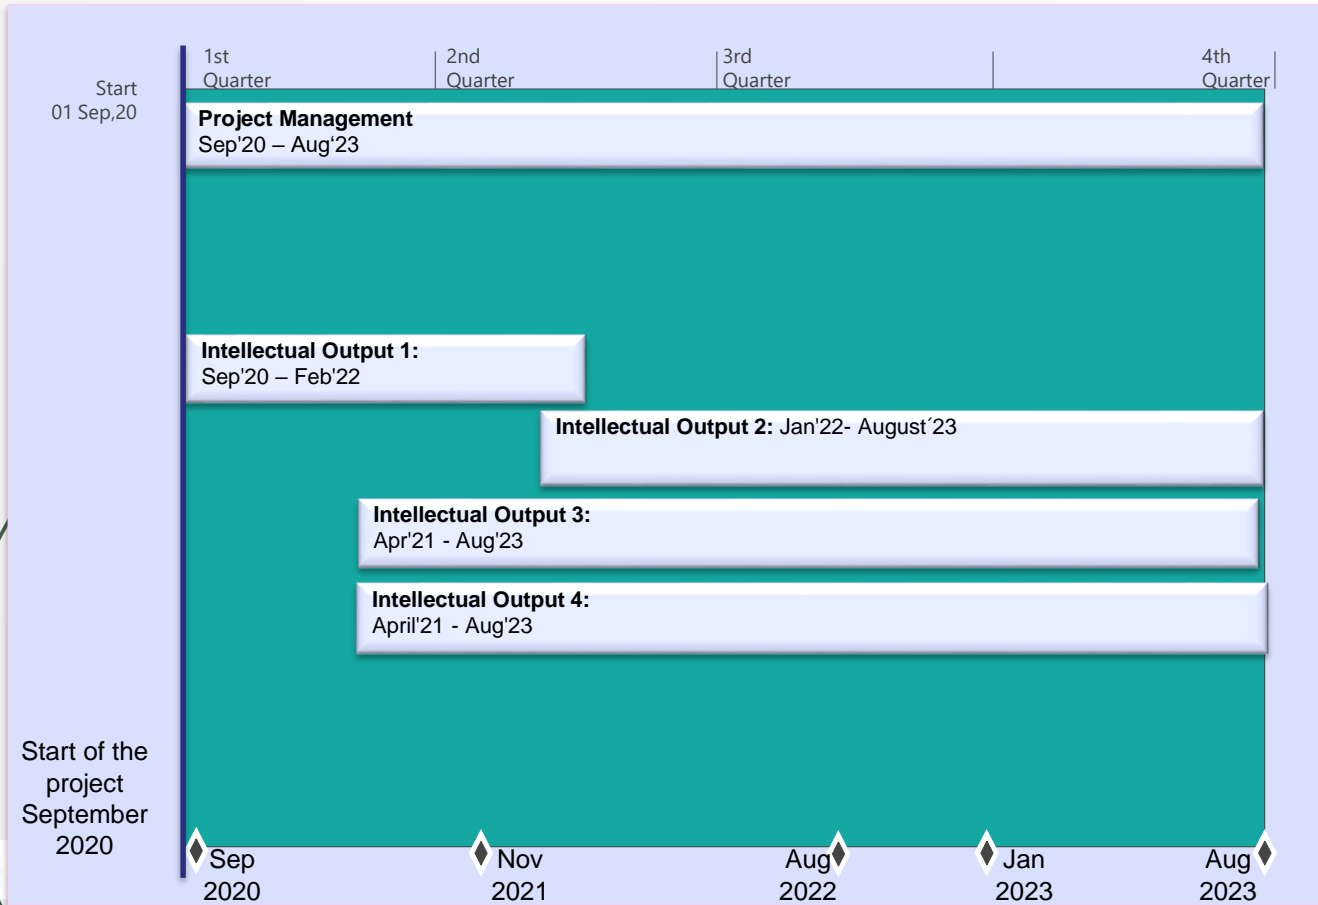 1st
Quarter
2nd
Quarter
3rd
Quarter
4th
Quarter
Start
01 Sep,20
Project Management
Sep'20 – Aug‘23
Intellectual Output 1:
Sep'20 – Feb'22
Intellectual Output 2: Jan'22- August´23
Intellectual Output 3:
Apr'21 - Aug'23
Intellectual Output 4:
April'21 - Aug'23
Start of the
project
September
2020
Sep
2020
Nov
2021
Aug
2022
Jan
2023
Aug
2023